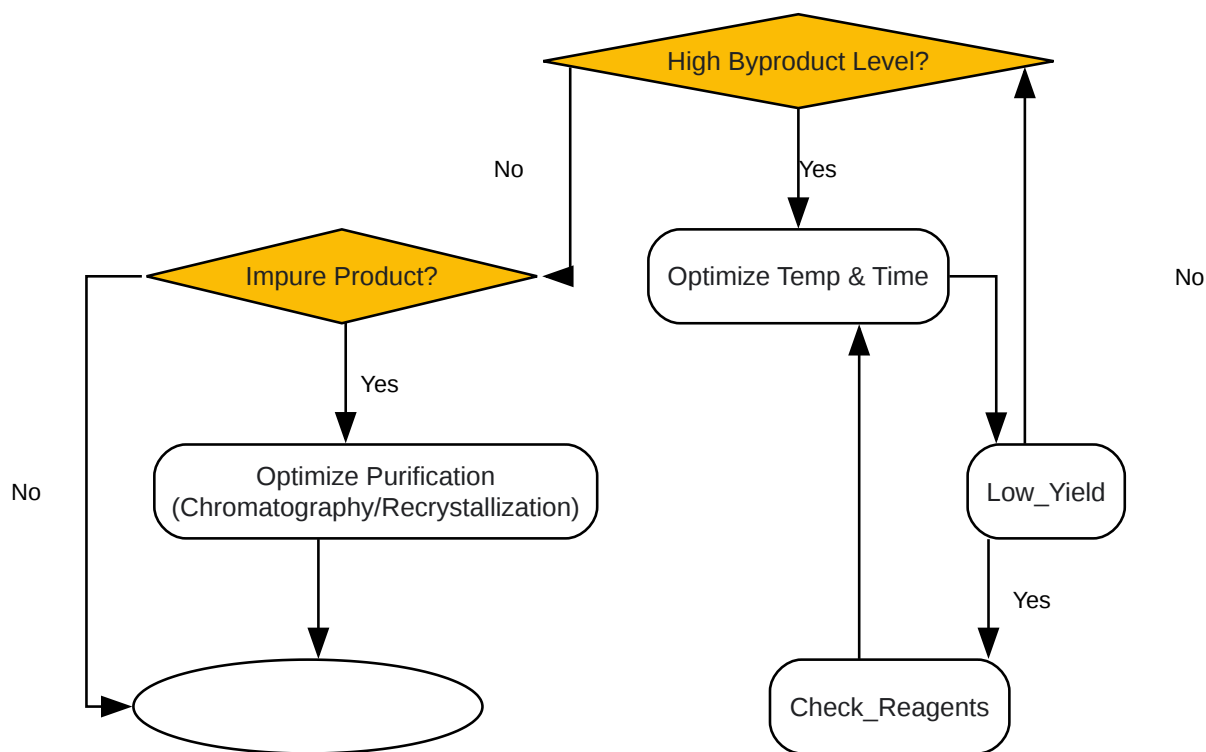 High Byproduct Level?
No
Yes
Impure Product?
Optimize Temp & Time
No
Yes
Optimize Purification
(Chromatography/Recrystallization)
No
Low_Yield
Yes
Check_Reagents